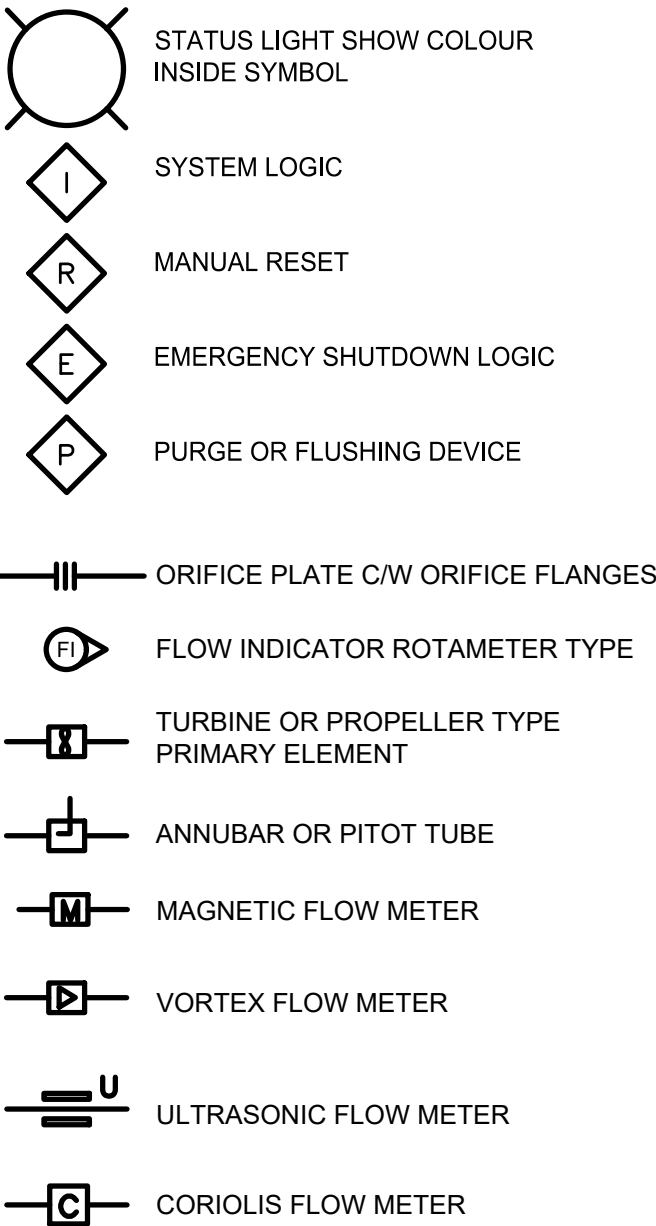 STATUS LIGHT SHOW COLOUR
INSIDE SYMBOL
I SYSTEM LOGIC
R MANUAL RESET
E EMERGENCY SHUTDOWN LOGIC
P PURGE OR FLUSHING DEVICE
ORIFICE PLATE C/W ORIFICE FLANGES
FI FLOW INDICATOR ROTAMETER TYPE
TURBINE OR PROPELLER TYPE
PRIMARY ELEMENT
ANNUBAR OR PITOT TUBE
M MAGNETIC FLOW METER
VORTEX FLOW METER
U ULTRASONIC FLOW METER
C CORIOLIS FLOW METER